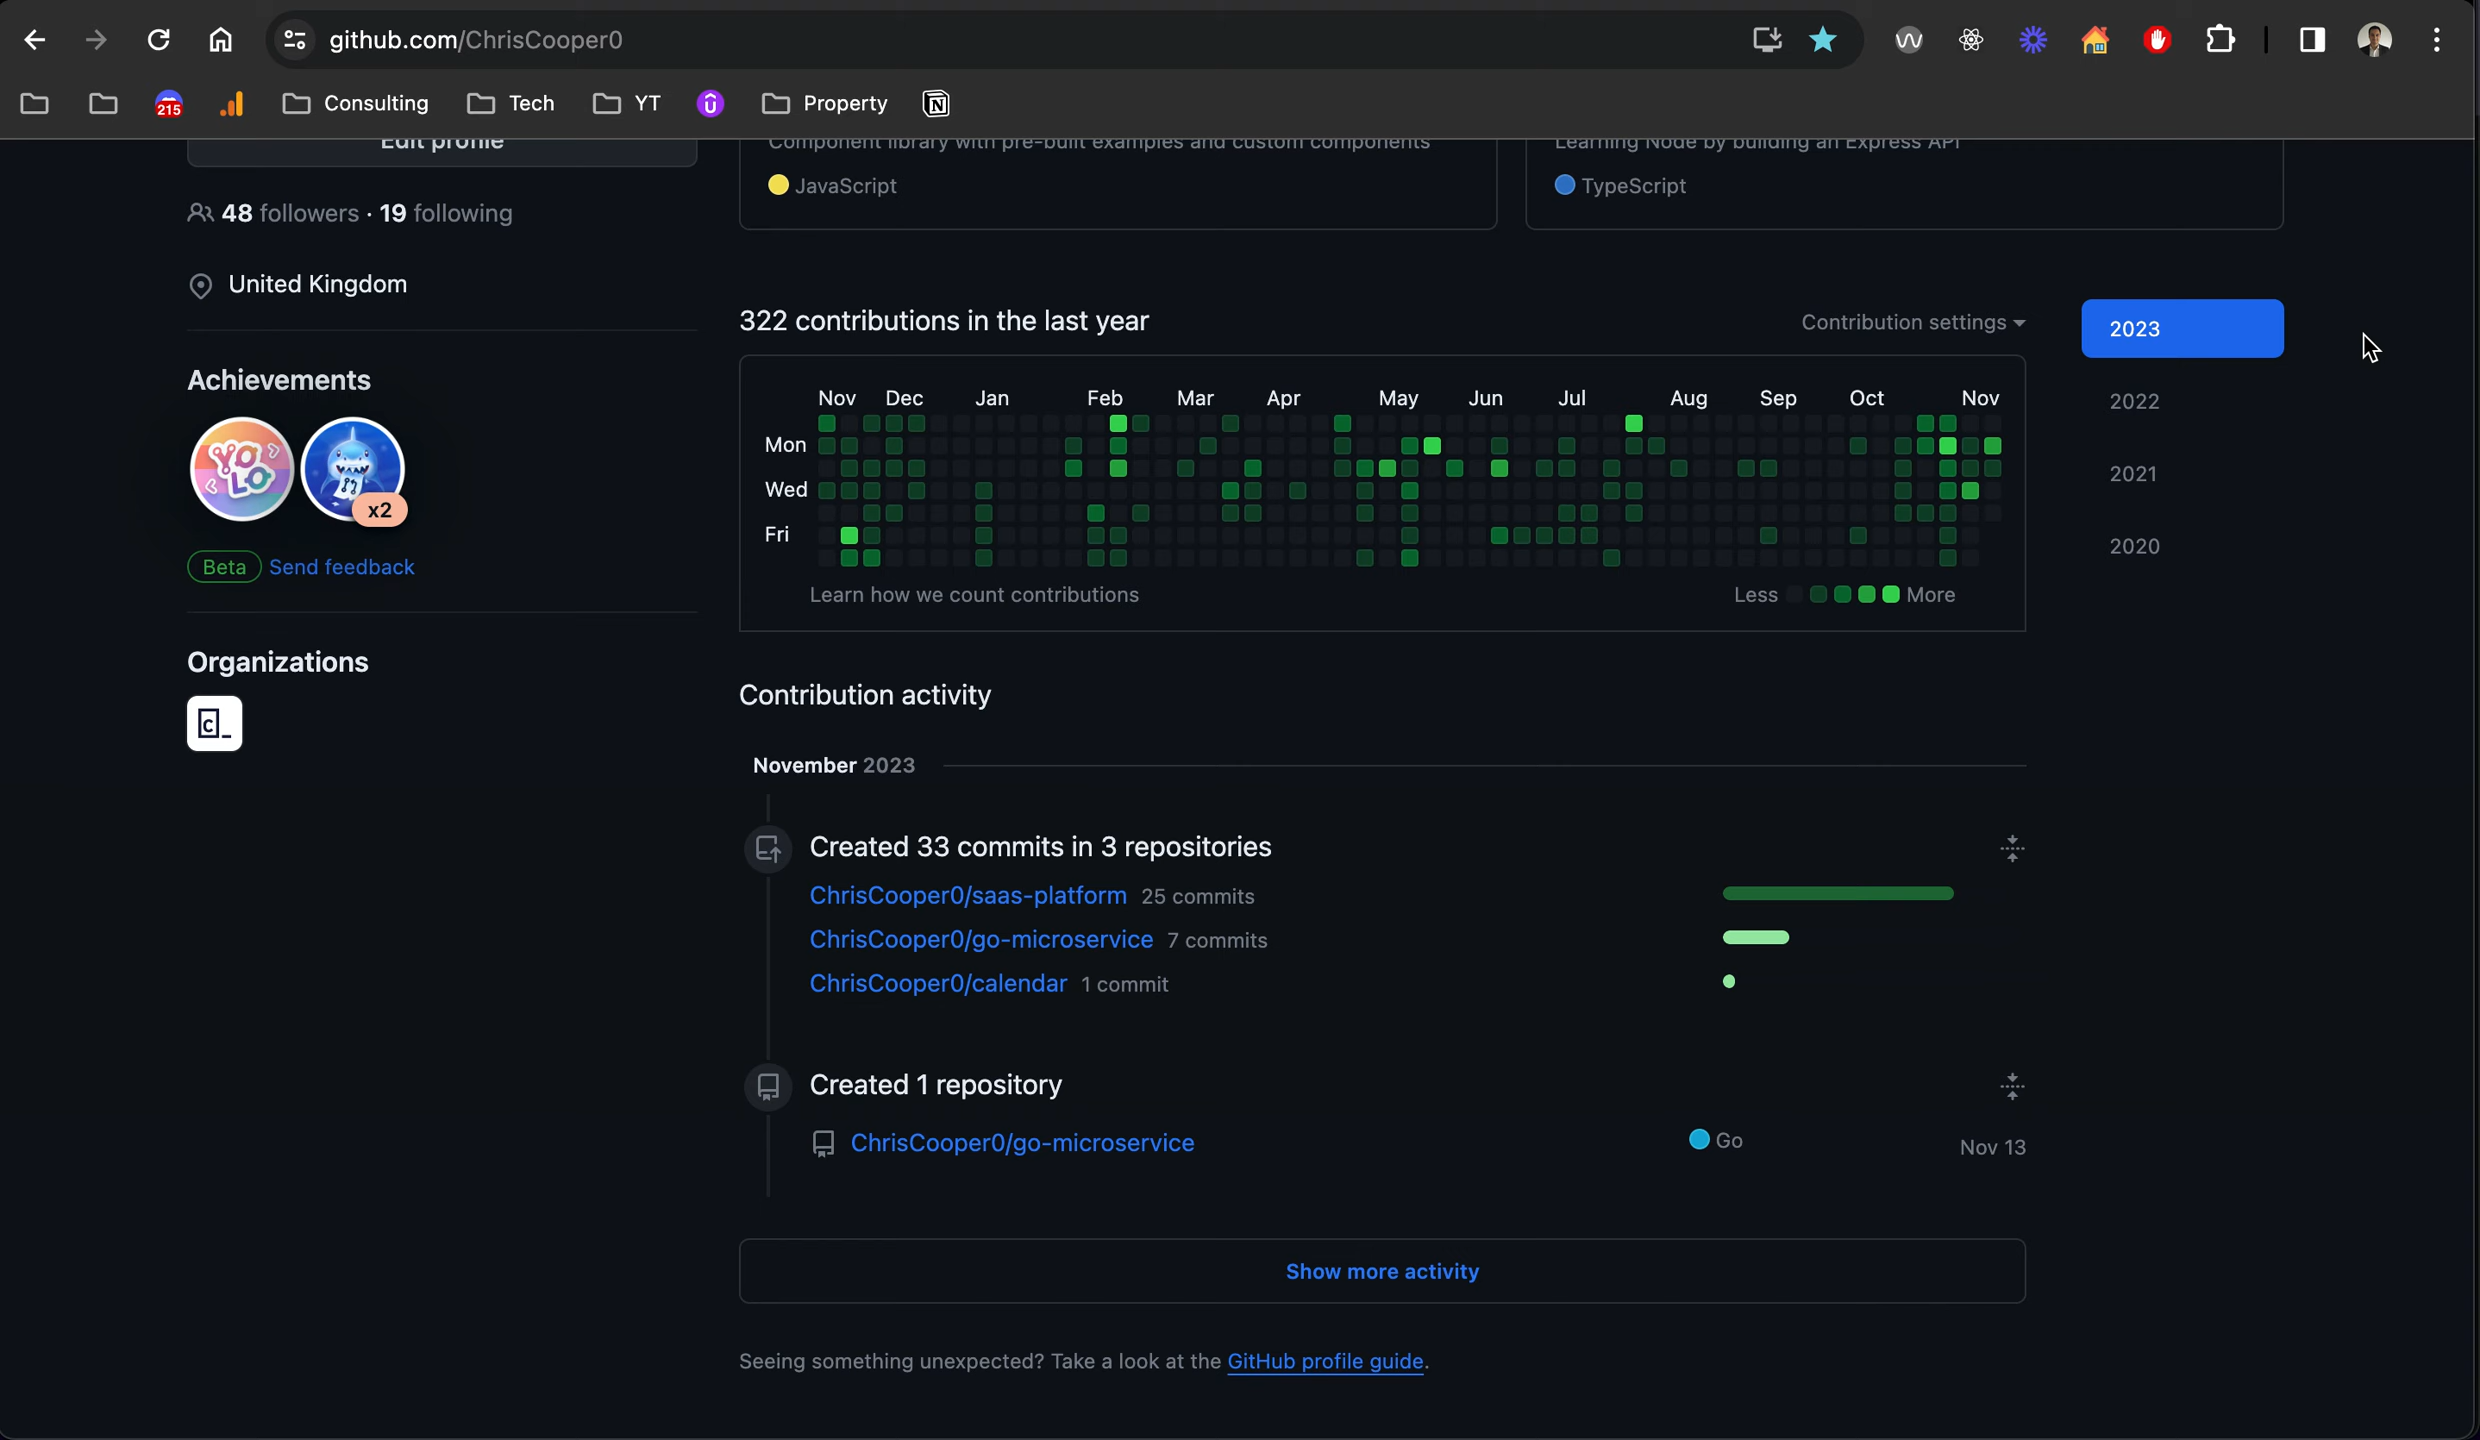 github.com/ChrisCooper0
215
Consulting
Tech
YT
Property
Edit profile
48 followers · 19 following
United Kingdom
Achievements
YOLO
x2
Beta Send feedback
Organizations
C_
Component library with pre-built examples and custom components
JavaScript
Learning Node by building an Express API
TypeScript
322 contributions in the last year
Contribution settings
2023
2022
2021
2020
Nov Dec Jan Feb Mar Apr May Jun Jul Aug Sep Oct Nov
Mon
Wed
Fri
Learn how we count contributions
Less More
Contribution activity
November 2023
Created 33 commits in 3 repositories
ChrisCooper0/saas-platform 25 commits
ChrisCooper0/go-microservice 7 commits
ChrisCooper0/calendar 1 commit
Created 1 repository
ChrisCooper0/go-microservice Go Nov 13
Show more activity
Seeing something unexpected? Take a look at the GitHub profile guide.